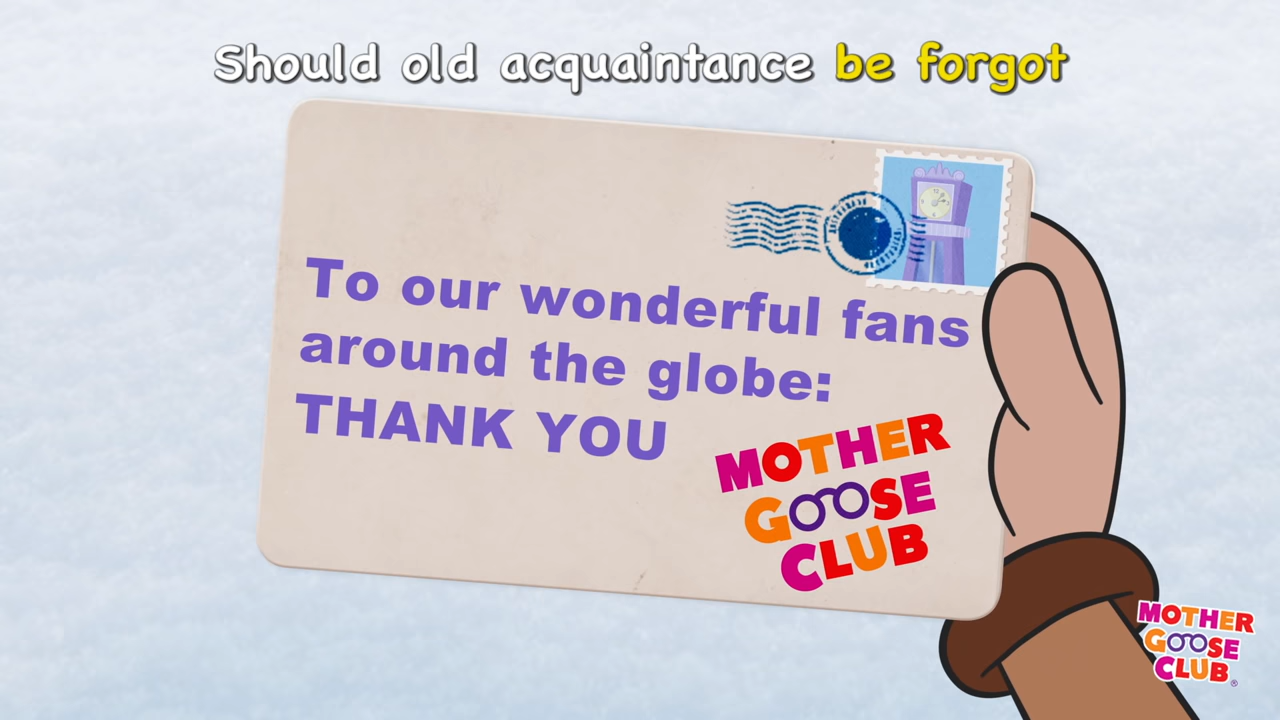 Should old acquaintance be forgot
To our wonderful fans
around the globe:
THANK YOU
MOTHER
GOOSE
CLUB
MOTHER
GOOSE
CLUB®